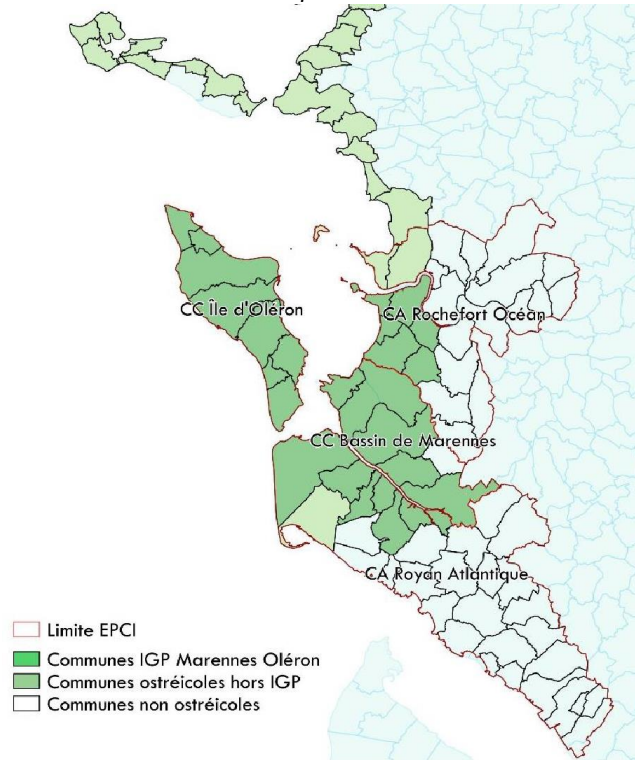 CC Île d'Oléron
CA Rochefort Océan
CC Bassin de Marennes
CA Royan Atlantique
Limite EPCI
Communes IGP Marennes Oléron
Communes ostréicoles hors IGP
Communes non ostréicoles